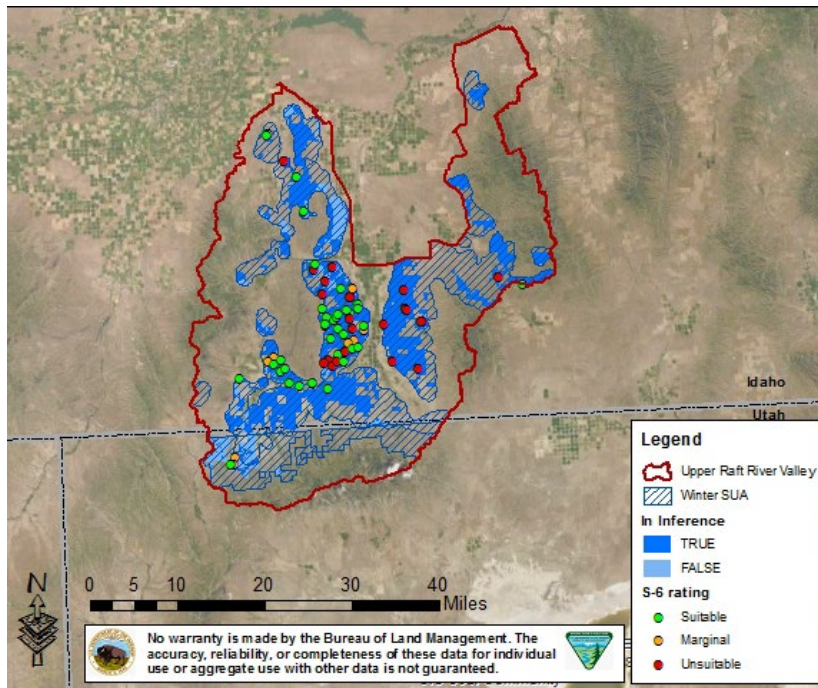 Idaho
Utah
Legend
Upper Raft River Valley
Winter SUA
In Inference
TRUE
FALSE
S-6 rating
Suitable
Marginal
Unsuitable
N
0 5 10 20 30 40
Miles
No warranty is made by the Bureau of Land Management. The
accuracy, reliability, or completeness of these data for individual
use or aggregate use with other data is not guaranteed.